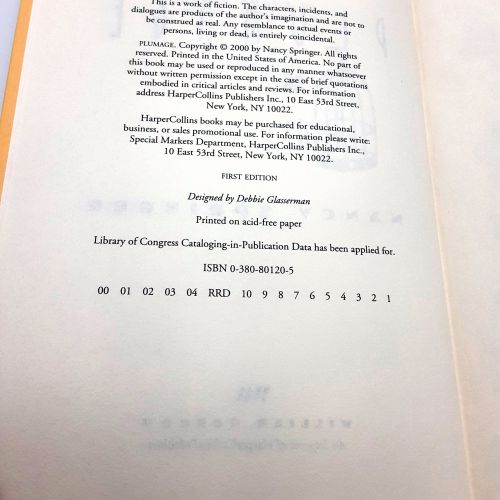 This is a work of fiction. The characters, incidents, and
dialogues are products of the author's imagination and are not to
be construed as real. Any resemblance to actual events or
persons, living or dead, is entirely coincidental.
PLUMAGE. Copyright © 2000 by Nancy Springer. All rights
reserved. Printed in the United States of America. No part of
this book may be used or reproduced in any manner whatsoever
without written permission except in the case of brief quotations
embodied in critical articles and reviews. For information
address HarperCollins Publishers Inc., 10 East 53rd Street,
New York, NY 10022.
HarperCollins books may be purchased for educational,
business, or sales promotional use. For information please write:
Special Markets Department, HarperCollins Publishers Inc.,
10 East 53rd Street, New York, NY 10022.
FIRST EDITION
Designed by Debbie Glasserman
Printed on acid-free paper
Library of Congress Cataloging-in-Publication Data has been applied for.
ISBN 0-380-80120-5
00 01 02 03 04 RRD 10 9 8 7 6 5 4 3 2 1